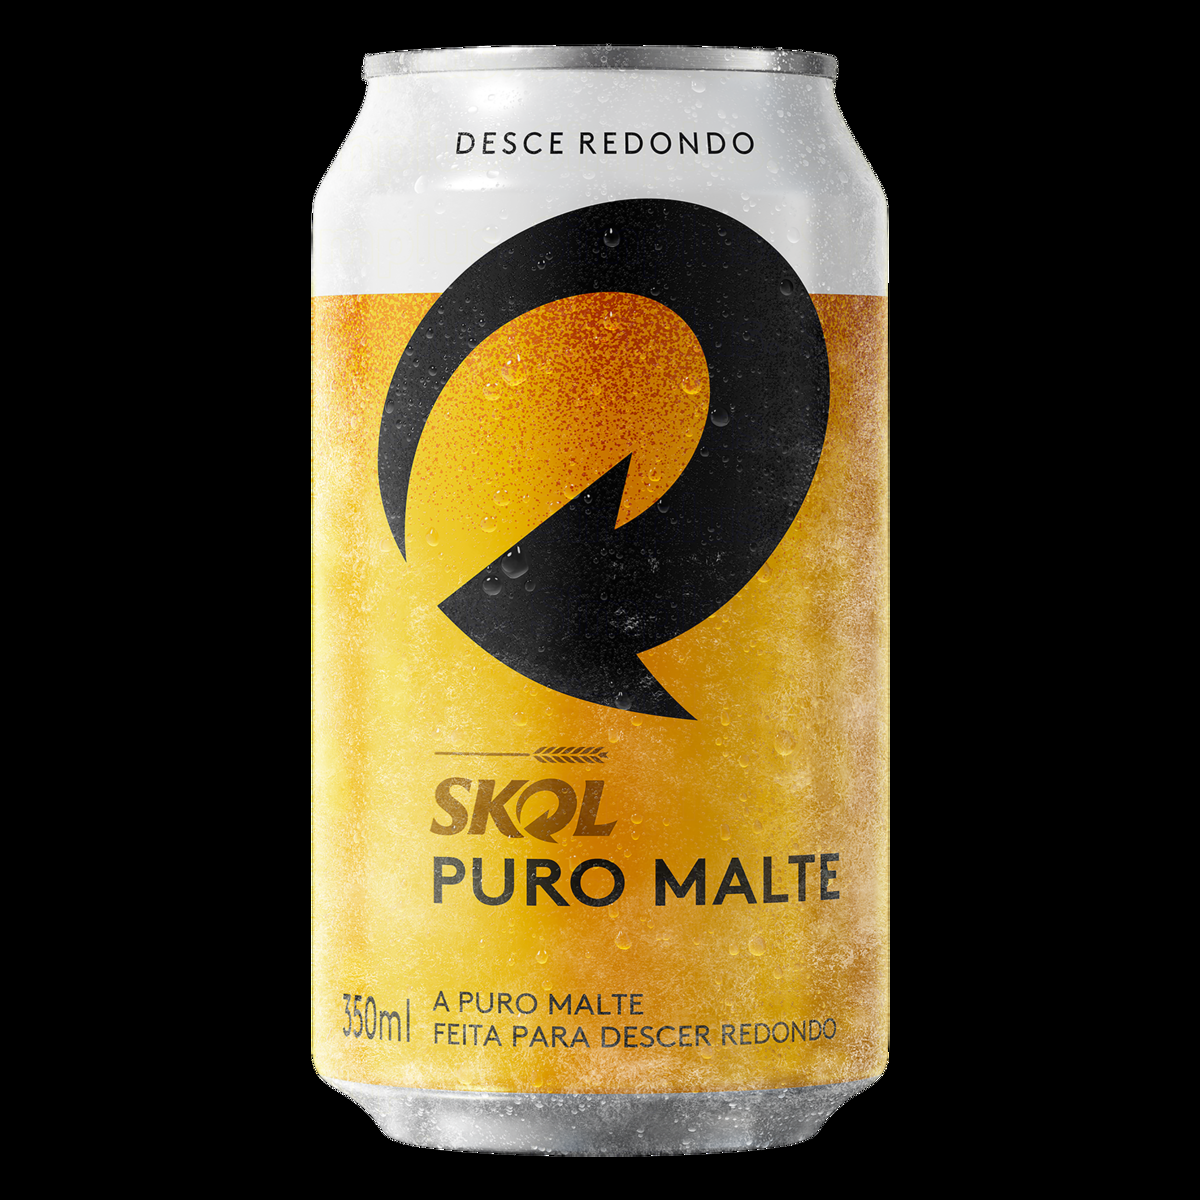 DESCE REDONDO
SKOL
PURO MALTE
350ml
A PURO MALTE
FEITA PARA DESCER REDONDO